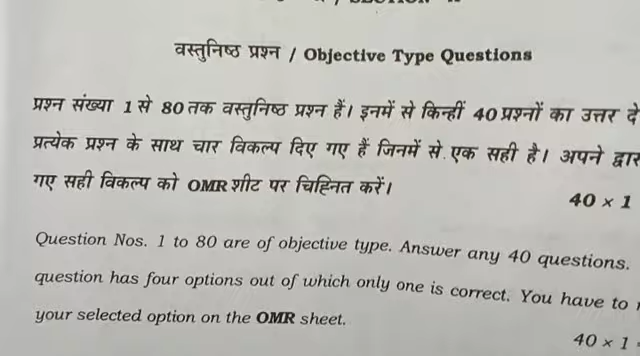 वस्तुनिष्ठ प्रश्न / Objective Type Questions
प्रश्न संख्या 1 से 80 तक वस्तुनिष्ठ प्रश्न हैं। इनमें से किन्हीं 40 प्रश्नों का उत्तर दे
प्रत्येक प्रश्न के साथ चार विकल्प दिए गए हैं जिनमें से एक सही है। अपने द्वार
गए सही विकल्प को OMR शीट पर चिह्नित करें।
40 × 1
Question Nos. 1 to 80 are of objective type. Answer any 40 questions.
question has four options out of which only one is correct. You have to
your selected option on the OMR sheet.
40 × 1